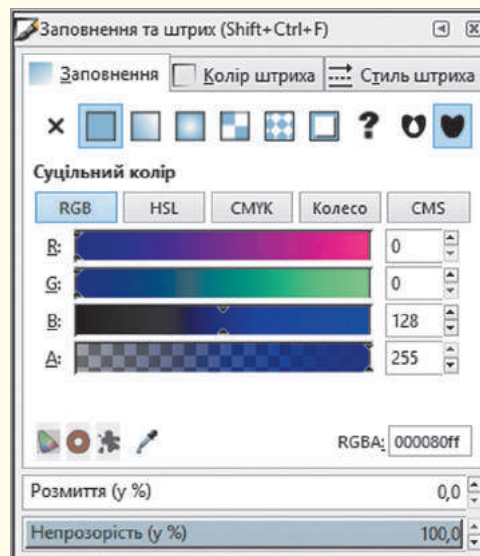 Заповнення та штрих (Shift+Ctrl+F)
Заповнення Колір штриха Стиль штриха
?
Суцільний колір
RGB HSL CMYK Колесо CMS
R: 0
G: 0
B: 128
A: 255
RGBA: 000080ff
Розмиття (у %) 0,0
Непрозорість (у %) 100,0